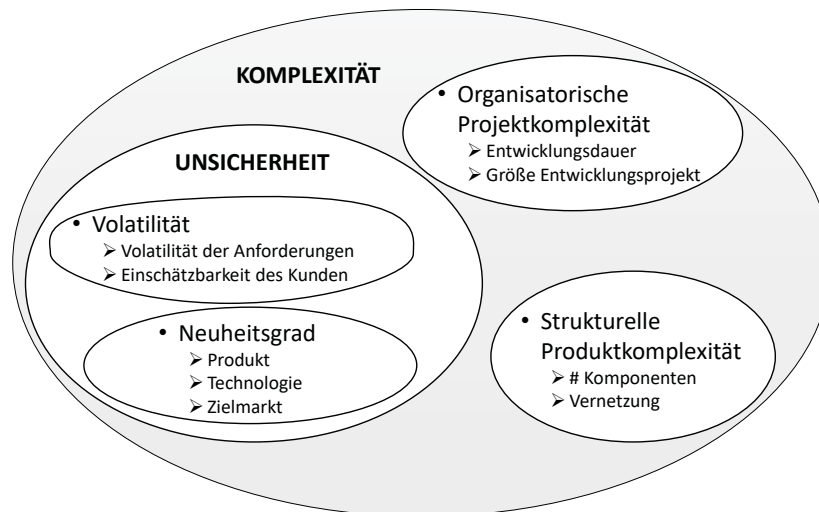 KOMPLEXITÄT
• Organisatorische
Projektkomplexität
➢ Entwicklungsdauer
➢ Größe Entwicklungsprojekt
UNSICHERHEIT
• Volatilität
➢ Volatilität der Anforderungen
➢ Einschätzbarkeit des Kunden
• Neuheitsgrad
➢ Produkt
➢ Technologie
➢ Zielmarkt
• Strukturelle
Produktkomplexität
➢ # Komponenten
➢ Vernetzung